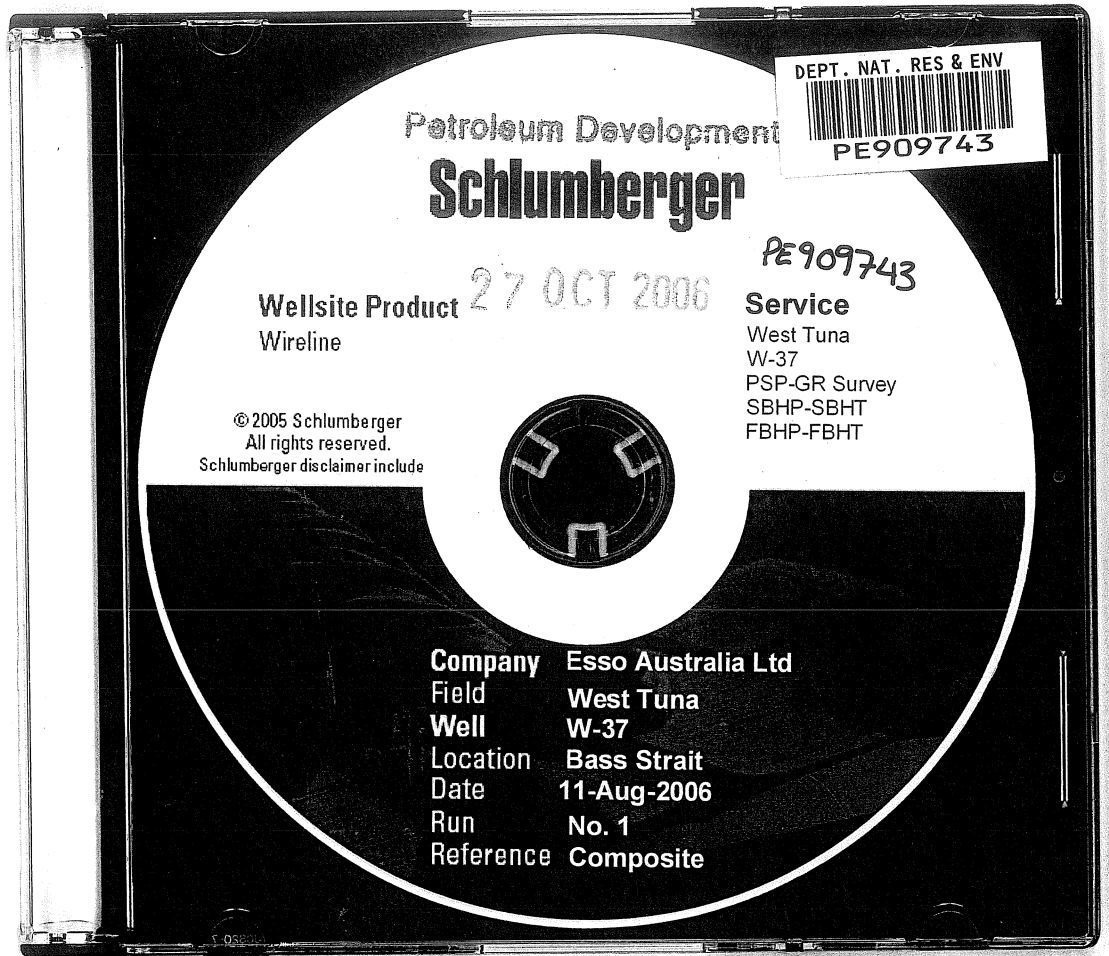 DEPT. NAT. RES & ENV
PE909743
Petroleum Development
Schlumberger
PE909743
27 OCT 2006
Wellsite Product
Wireline
Service
West Tuna
W-37
PSP-GR Survey
SBHP-SBHT
FBHP-FBHT
© 2005 Schlumberger
All rights reserved.
Schlumberger disclaimer include
Company Esso Australia Ltd
Field West Tuna
Well W-37
Location Bass Strait
Date 11-Aug-2006
Run No. 1
Reference Composite